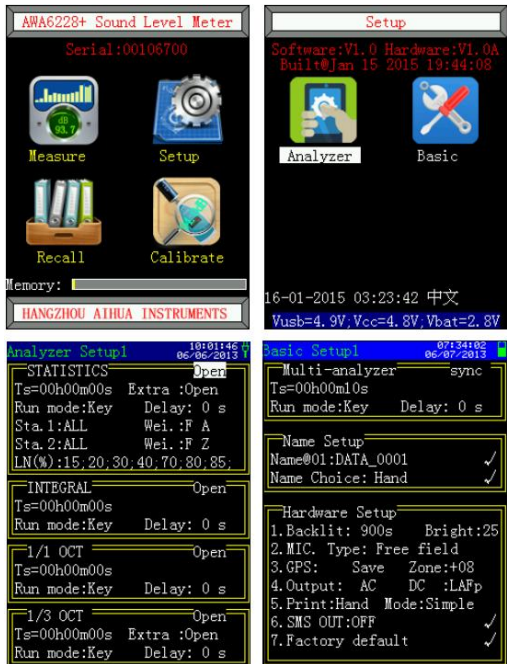 AWA6228+ Sound Level Meter
Serial:00106700
dB
93.7
Measure
Setup
Recall
Calibrate
Memory:
HANGZHOU AIHUA INSTRUMENTS
Setup
Software:V1.0 Hardware:V1.0A
Built@Jan 15 2015 19:44:08
Analyzer
Basic
16-01-2015 03:23:42 中文
Vusb=4.9V;Vcc=4.8V;Vbat=2.8V
Analyzer Setup1
10:01:46
06/06/2013
STATISTICS Open
Ts=00h00m00s Extra :Open
Run mode:Key Delay: 0 s
Sta.1:ALL Wei.:F A
Sta.2:ALL Wei.:F Z
LN(%):15;20;30;40;70;80;85;
INTEGRAL Open
Ts=00h00m00s
Run mode:Key Delay: 0 s
1/1 OCT Open
Ts=00h00m00s
Run mode:Key Delay: 0 s
1/3 OCT Open
Ts=00h00m00s Extra :Open
Run mode:Key Delay: 0 s
Basic Setup1
07:34:02
06/07/2013
Multi-analyzer sync
Ts=00h00m10s
Run mode:Key Delay: 0 s
Name Setup
Name@01:DATA_0001 ✓
Name Choice: Hand ✓
Hardware Setup
1.Backlit: 900s Bright:25
2.MIC. Type: Free field
3.GPS: Save Zone:+08
4.Output: AC DC :LAFp
5.Print:Hand Mode:Simple
6.SMS OUT:OFF ✓
7.Factory default ✓